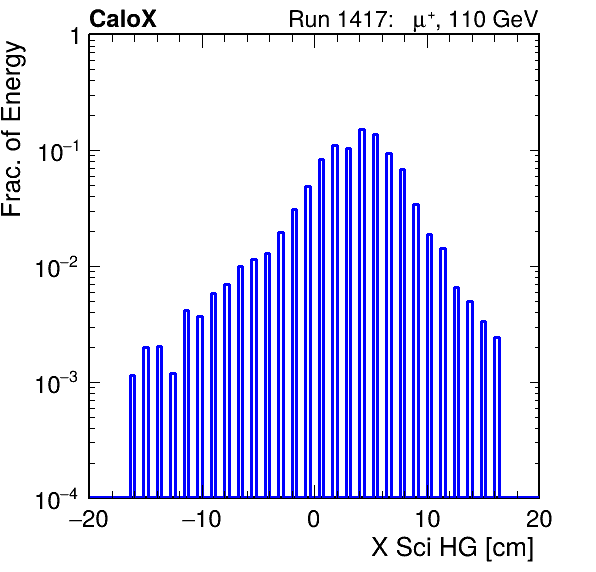 CaloX Run 1417: μ⁺, 110 GeV
Frac. of Energy
1
10⁻¹
10⁻²
10⁻³
10⁻⁴
−20 −10 0 10 20
X Sci HG [cm]